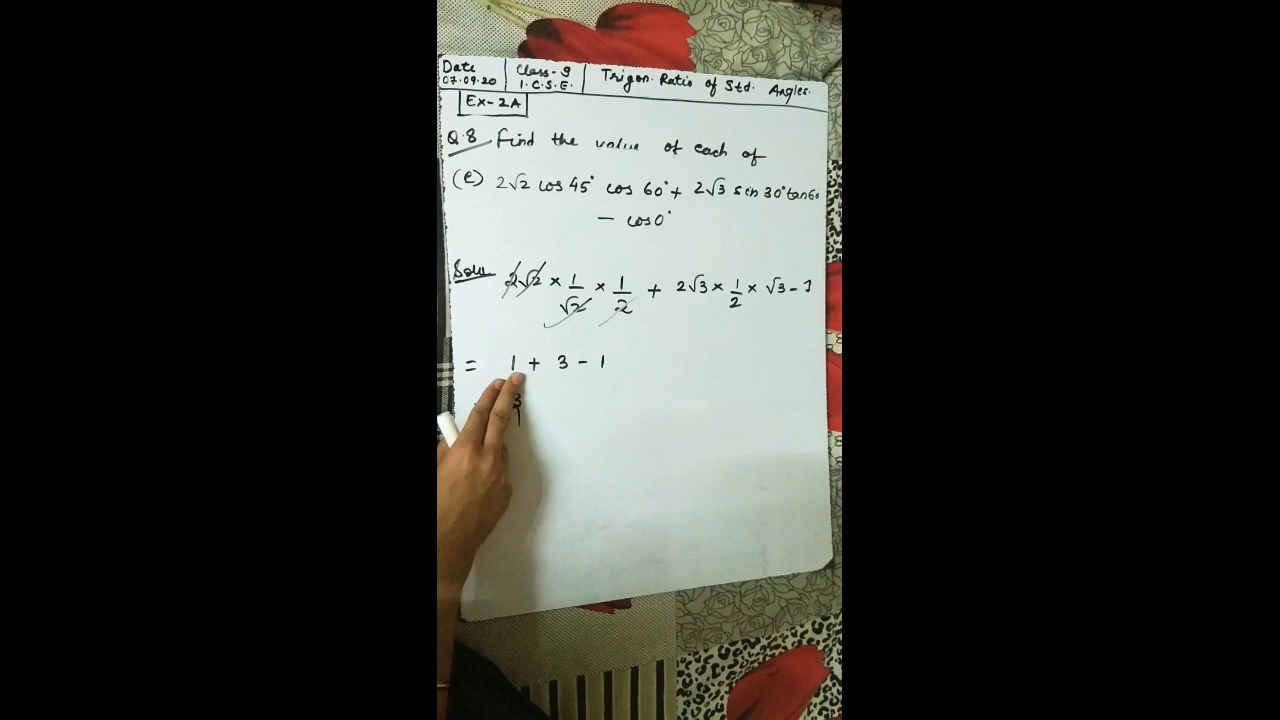 Date 07.09.20
Class-9 I.C.S.E.
Trigon. Ratio of Std. Angles.
Ex-2A
Q.8 Find the value of each of
(e) 2√2 cos 45° cos 60° + 2√3 sin 30° tan 60
− cos 0°
Soln 2√2 × 1/√2 × 1/2 + 2√3 × 1/2 × √3 − 1
= 1 + 3 − 1
3